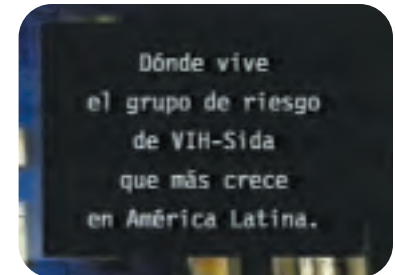 Dónde vive
el grupo de riesgo
de VIH-Sida
que más crece
en América Latina.